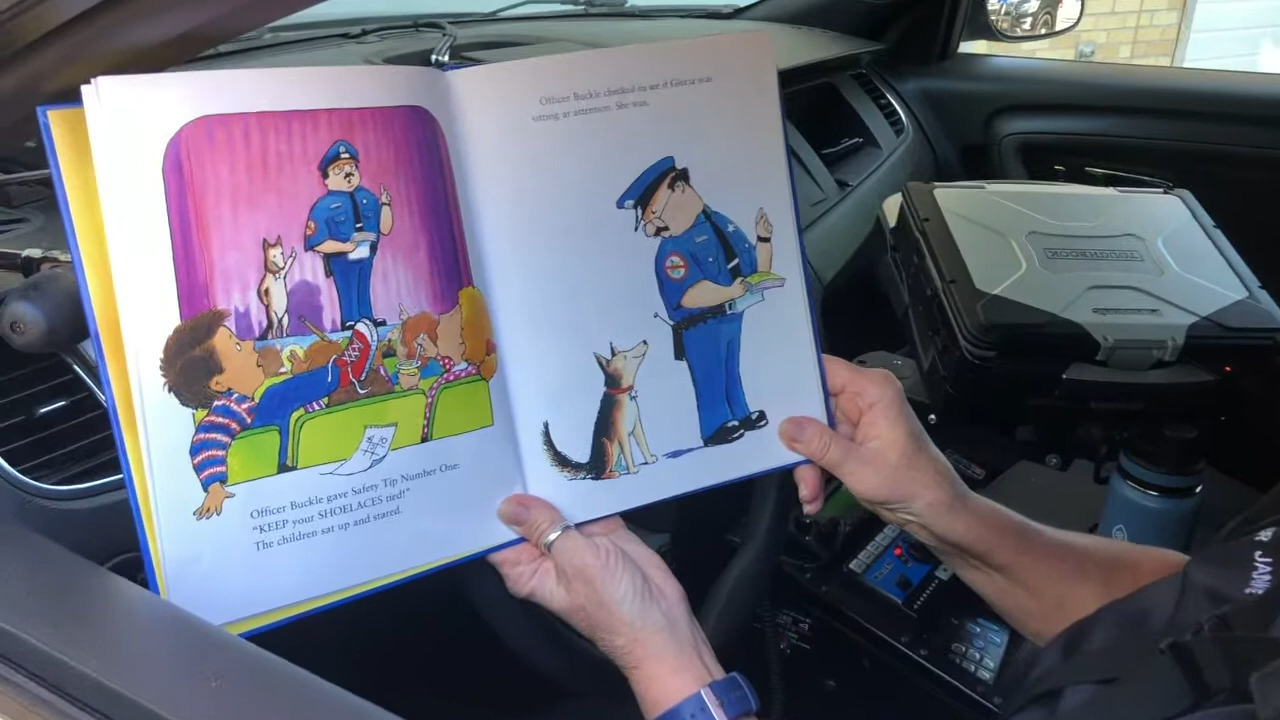 Officer Buckle checked to see if Gloria was
sitting at attention. She was.
Officer Buckle gave Safety Tip Number One:
"KEEP your SHOELACES tied!"
The children sat up and stared.
TOUGHBOOK